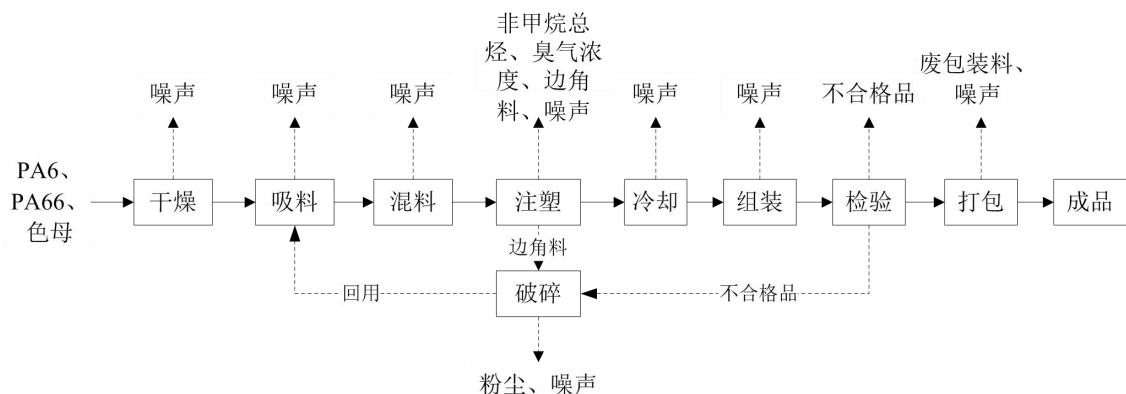 非甲烷总
烃、臭气浓
度、边角
料、噪声
噪声
噪声
噪声
噪声
噪声
不合格品
废包装料、
噪声
PA6、
PA66、
色母
干燥
吸料
混料
注塑
冷却
组装
检验
打包
成品
边角料
回用
破碎
不合格品
粉尘、噪声